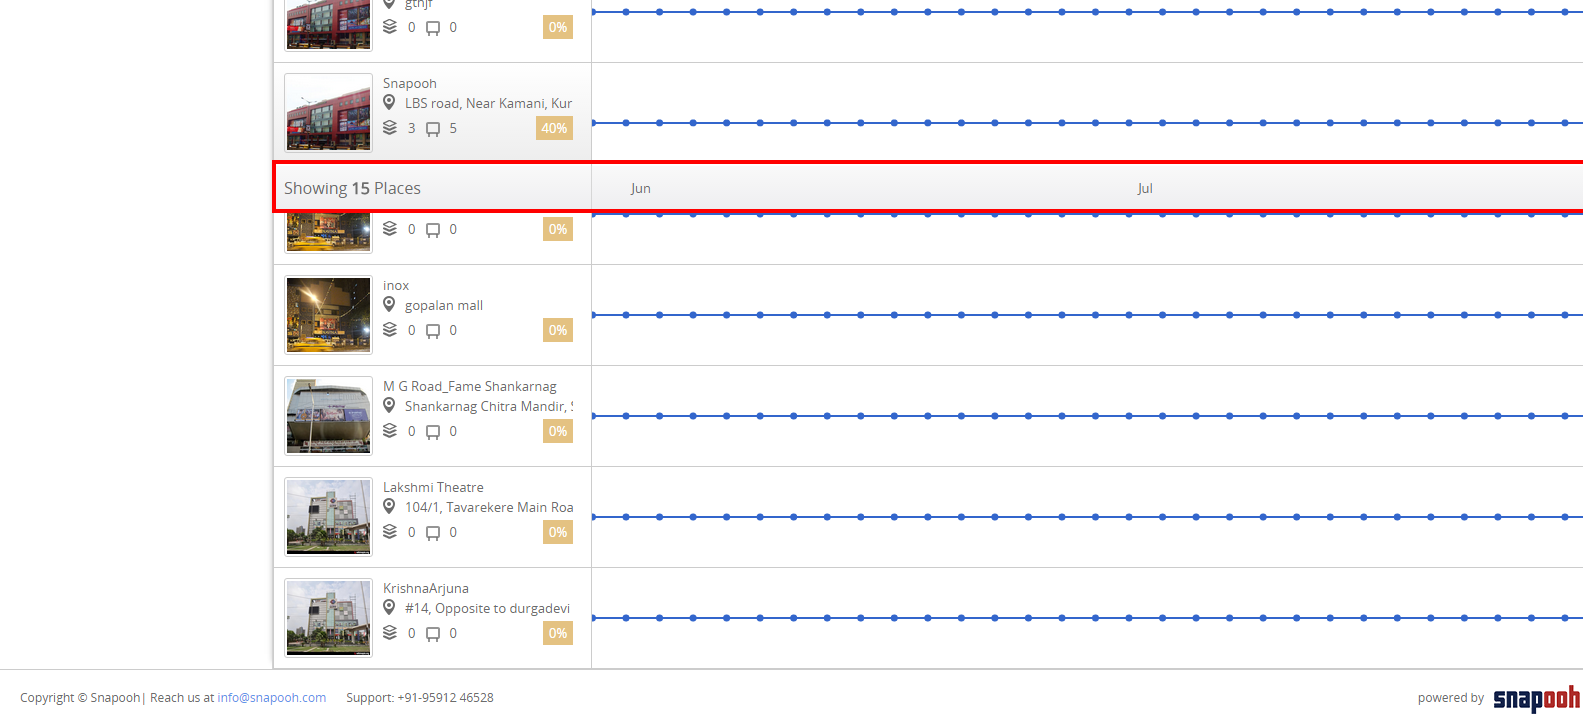 gthjf
0 0 0%
Snapooh
LBS road, Near Kamani, Kur
3 5 40%
Showing 15 Places Jun Jul
0 0 0%
inox
gopalan mall
0 0 0%
M G Road_Fame Shankarnag
Shankarnag Chitra Mandir, S
0 0 0%
Lakshmi Theatre
104/1, Tavarekere Main Roa
0 0 0%
KrishnaArjuna
#14, Opposite to durgadevi
0 0 0%
Copyright © Snapooh| Reach us at info@snapooh.com Support: +91-95912 46528 powered by snapooh